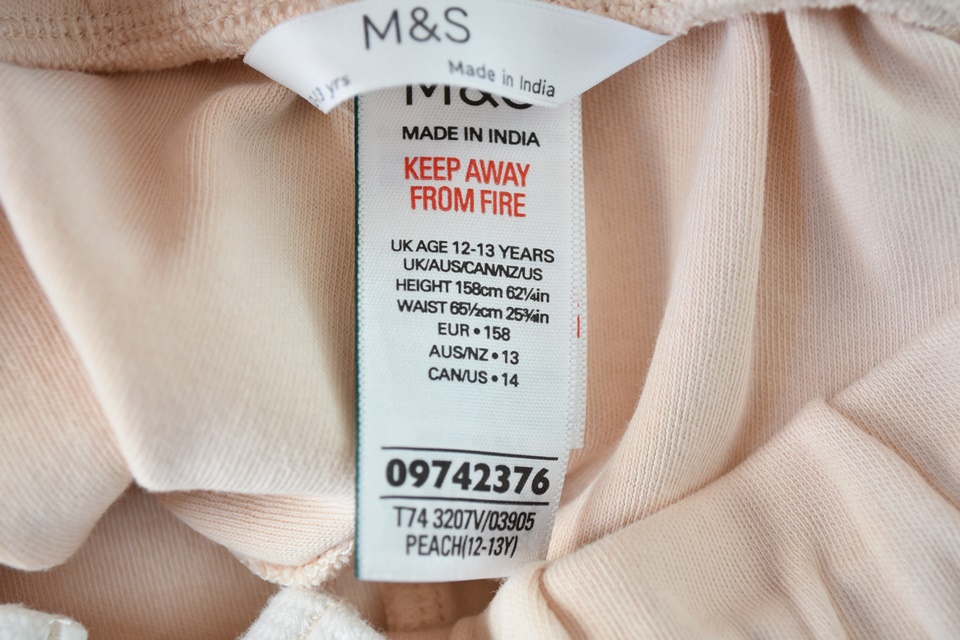 M&S
Made in India
yrs
M&S
MADE IN INDIA
KEEP AWAY
FROM FIRE
UK AGE 12-13 YEARS
UK/AUS/CAN/NZ/US
HEIGHT 158cm 62¼in
WAIST 65½cm 25¾in
EUR • 158
AUS/NZ • 13
CAN/US • 14
09742376
T74 3207V/03905
PEACH(12-13Y)